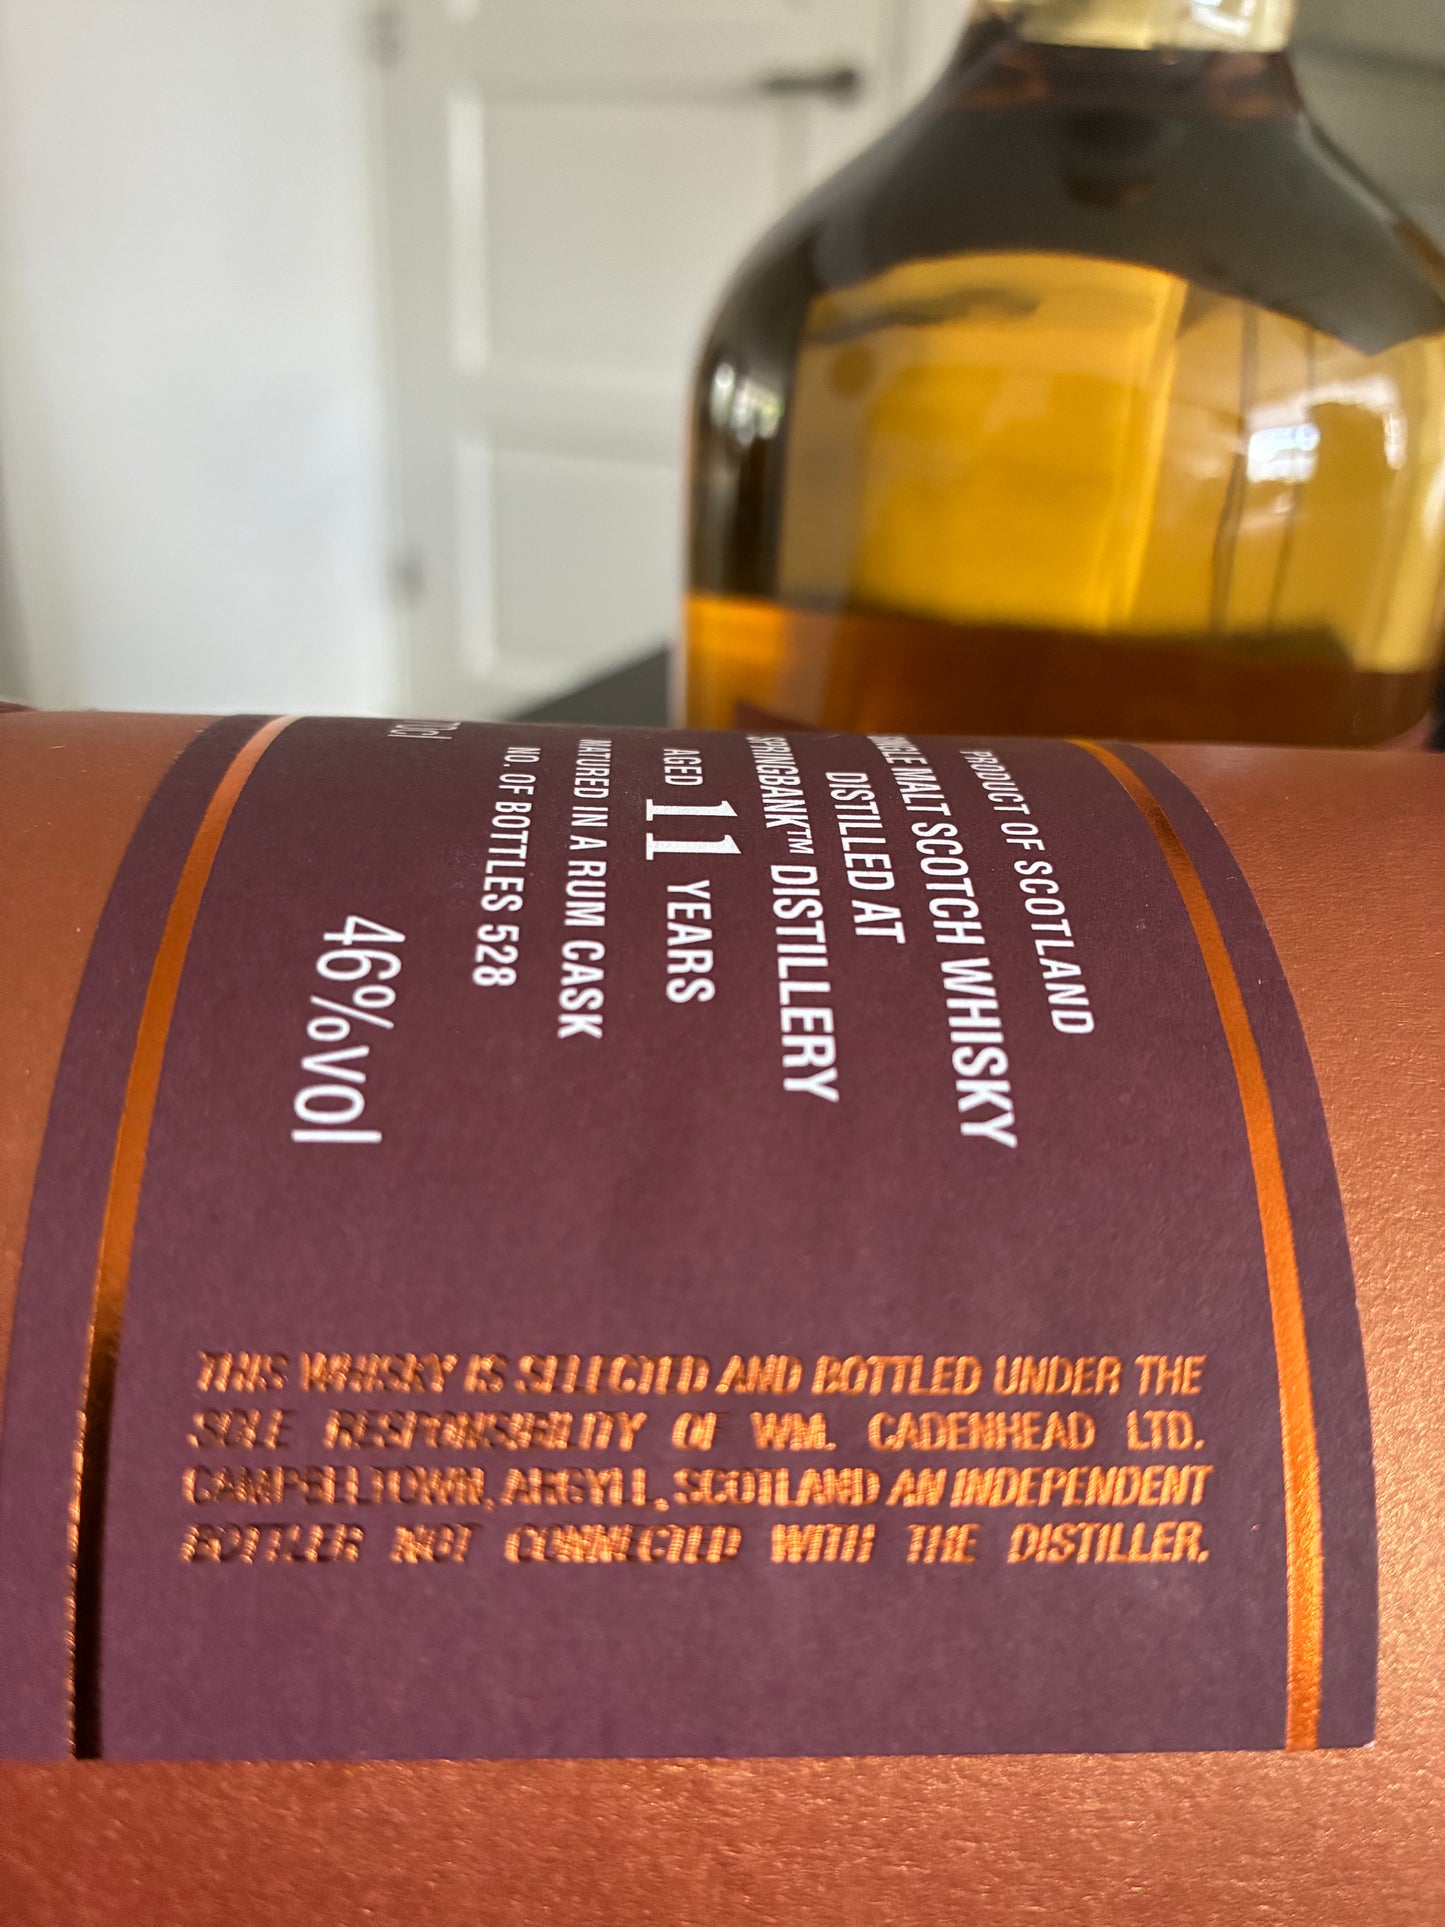 PRODUCT OF SCOTLAND
SINGLE MALT SCOTCH WHISKY
DISTILLED AT
SPRINGBANK™ DISTILLERY
AGED 11 YEARS
MATURED IN A RUM CASK
NO. OF BOTTLES 528
70cl
46%vol
THIS WHISKY IS SELECTED AND BOTTLED UNDER THE
SOLE RESPONSIBILITY OF WM. CADENHEAD LTD.
CAMPBELTOWN, ARGYLL, SCOTLAND AN INDEPENDENT
BOTTLER NOT CONNECTED WITH THE DISTILLER.